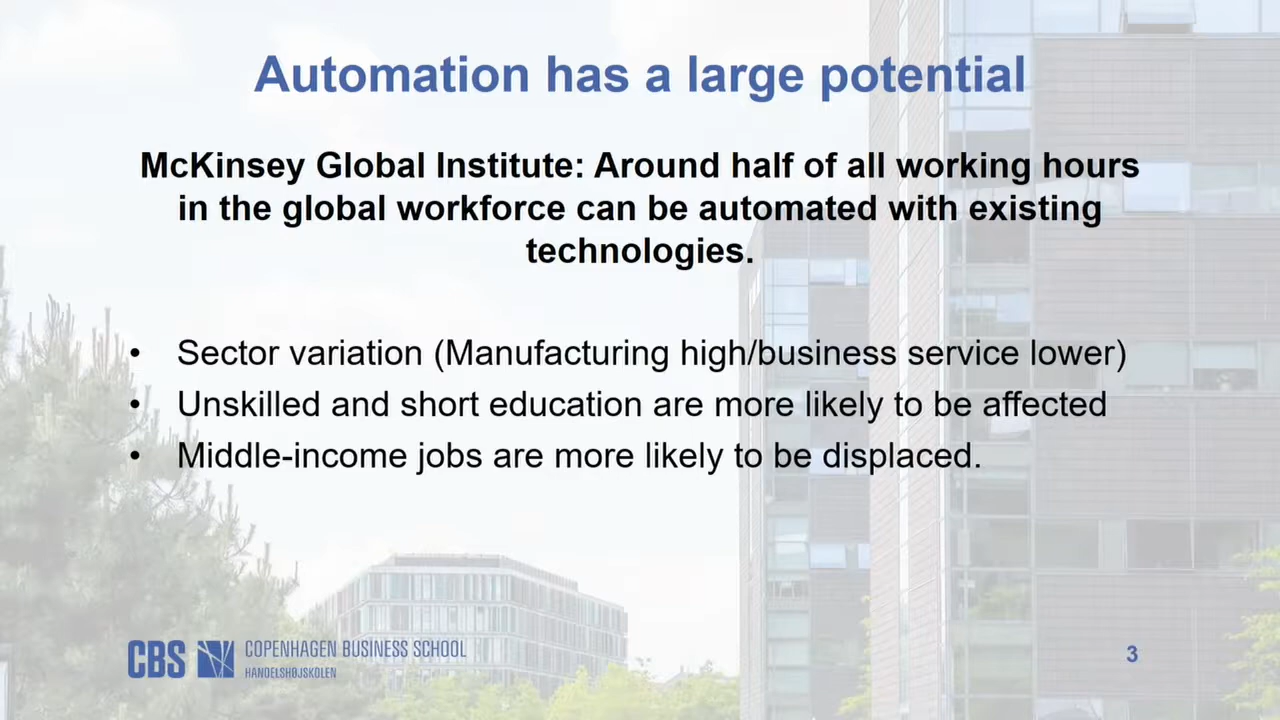 Automation has a large potential
McKinsey Global Institute: Around half of all working hours
in the global workforce can be automated with existing
technologies.
• Sector variation (Manufacturing high/business service lower)
• Unskilled and short education are more likely to be affected
• Middle-income jobs are more likely to be displaced.
CBS COPENHAGEN BUSINESS SCHOOL
HANDELSHØJSKOLEN
3